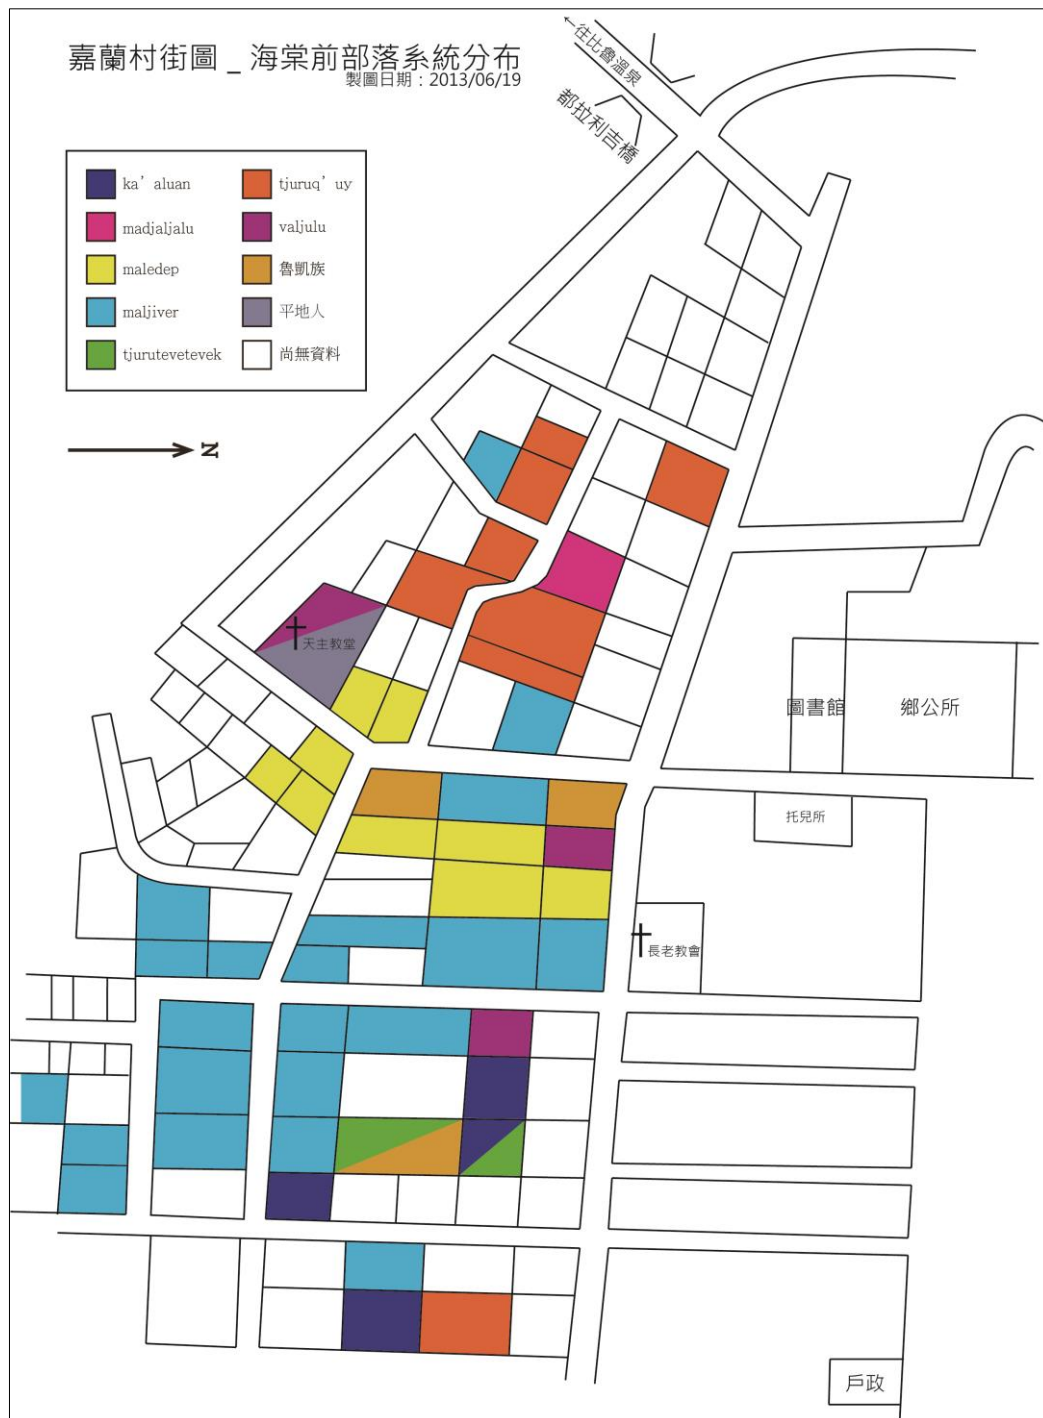 嘉蘭村街圖 _ 海棠前部落系統分布
製圖日期：2013/06/19
←往比魯溫泉
都拉利吉橋
ka’aluan
tjuruq’uy
madjaljalu
valjulu
maledep
魯凱族
maljiver
平地人
tjurutevetevek
尚無資料
N
天主教堂
圖書館
鄉公所
托兒所
長老教會
戶政